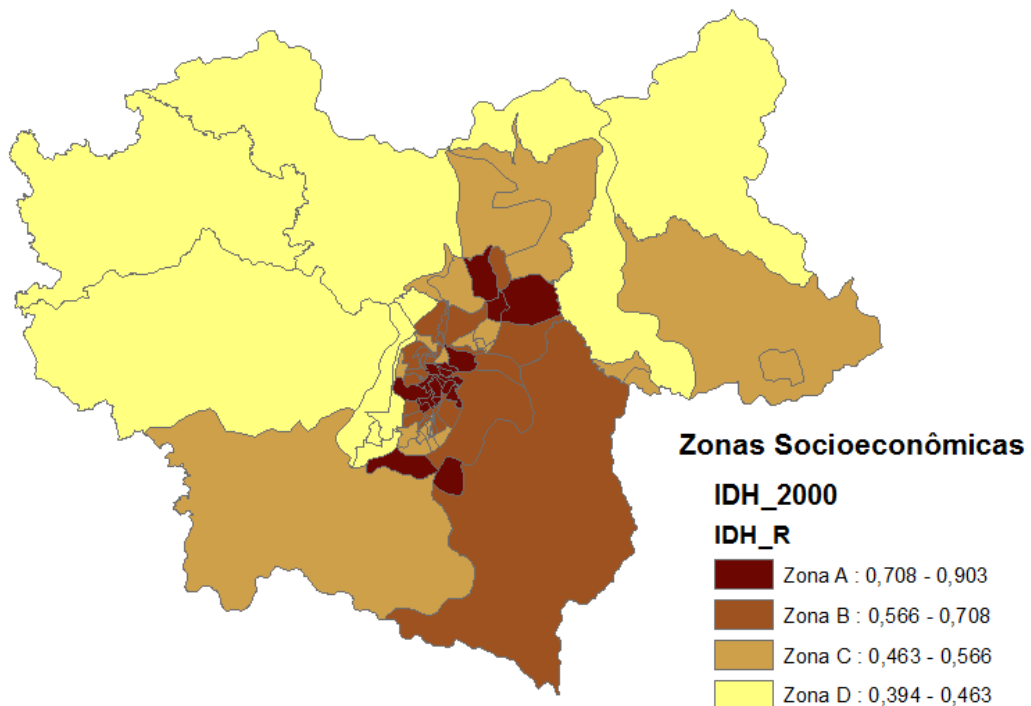 Zonas Socioeconômicas
IDH_2000
IDH_R
Zona A : 0,708 - 0,903
Zona B : 0,566 - 0,708
Zona C : 0,463 - 0,566
Zona D : 0,394 - 0,463